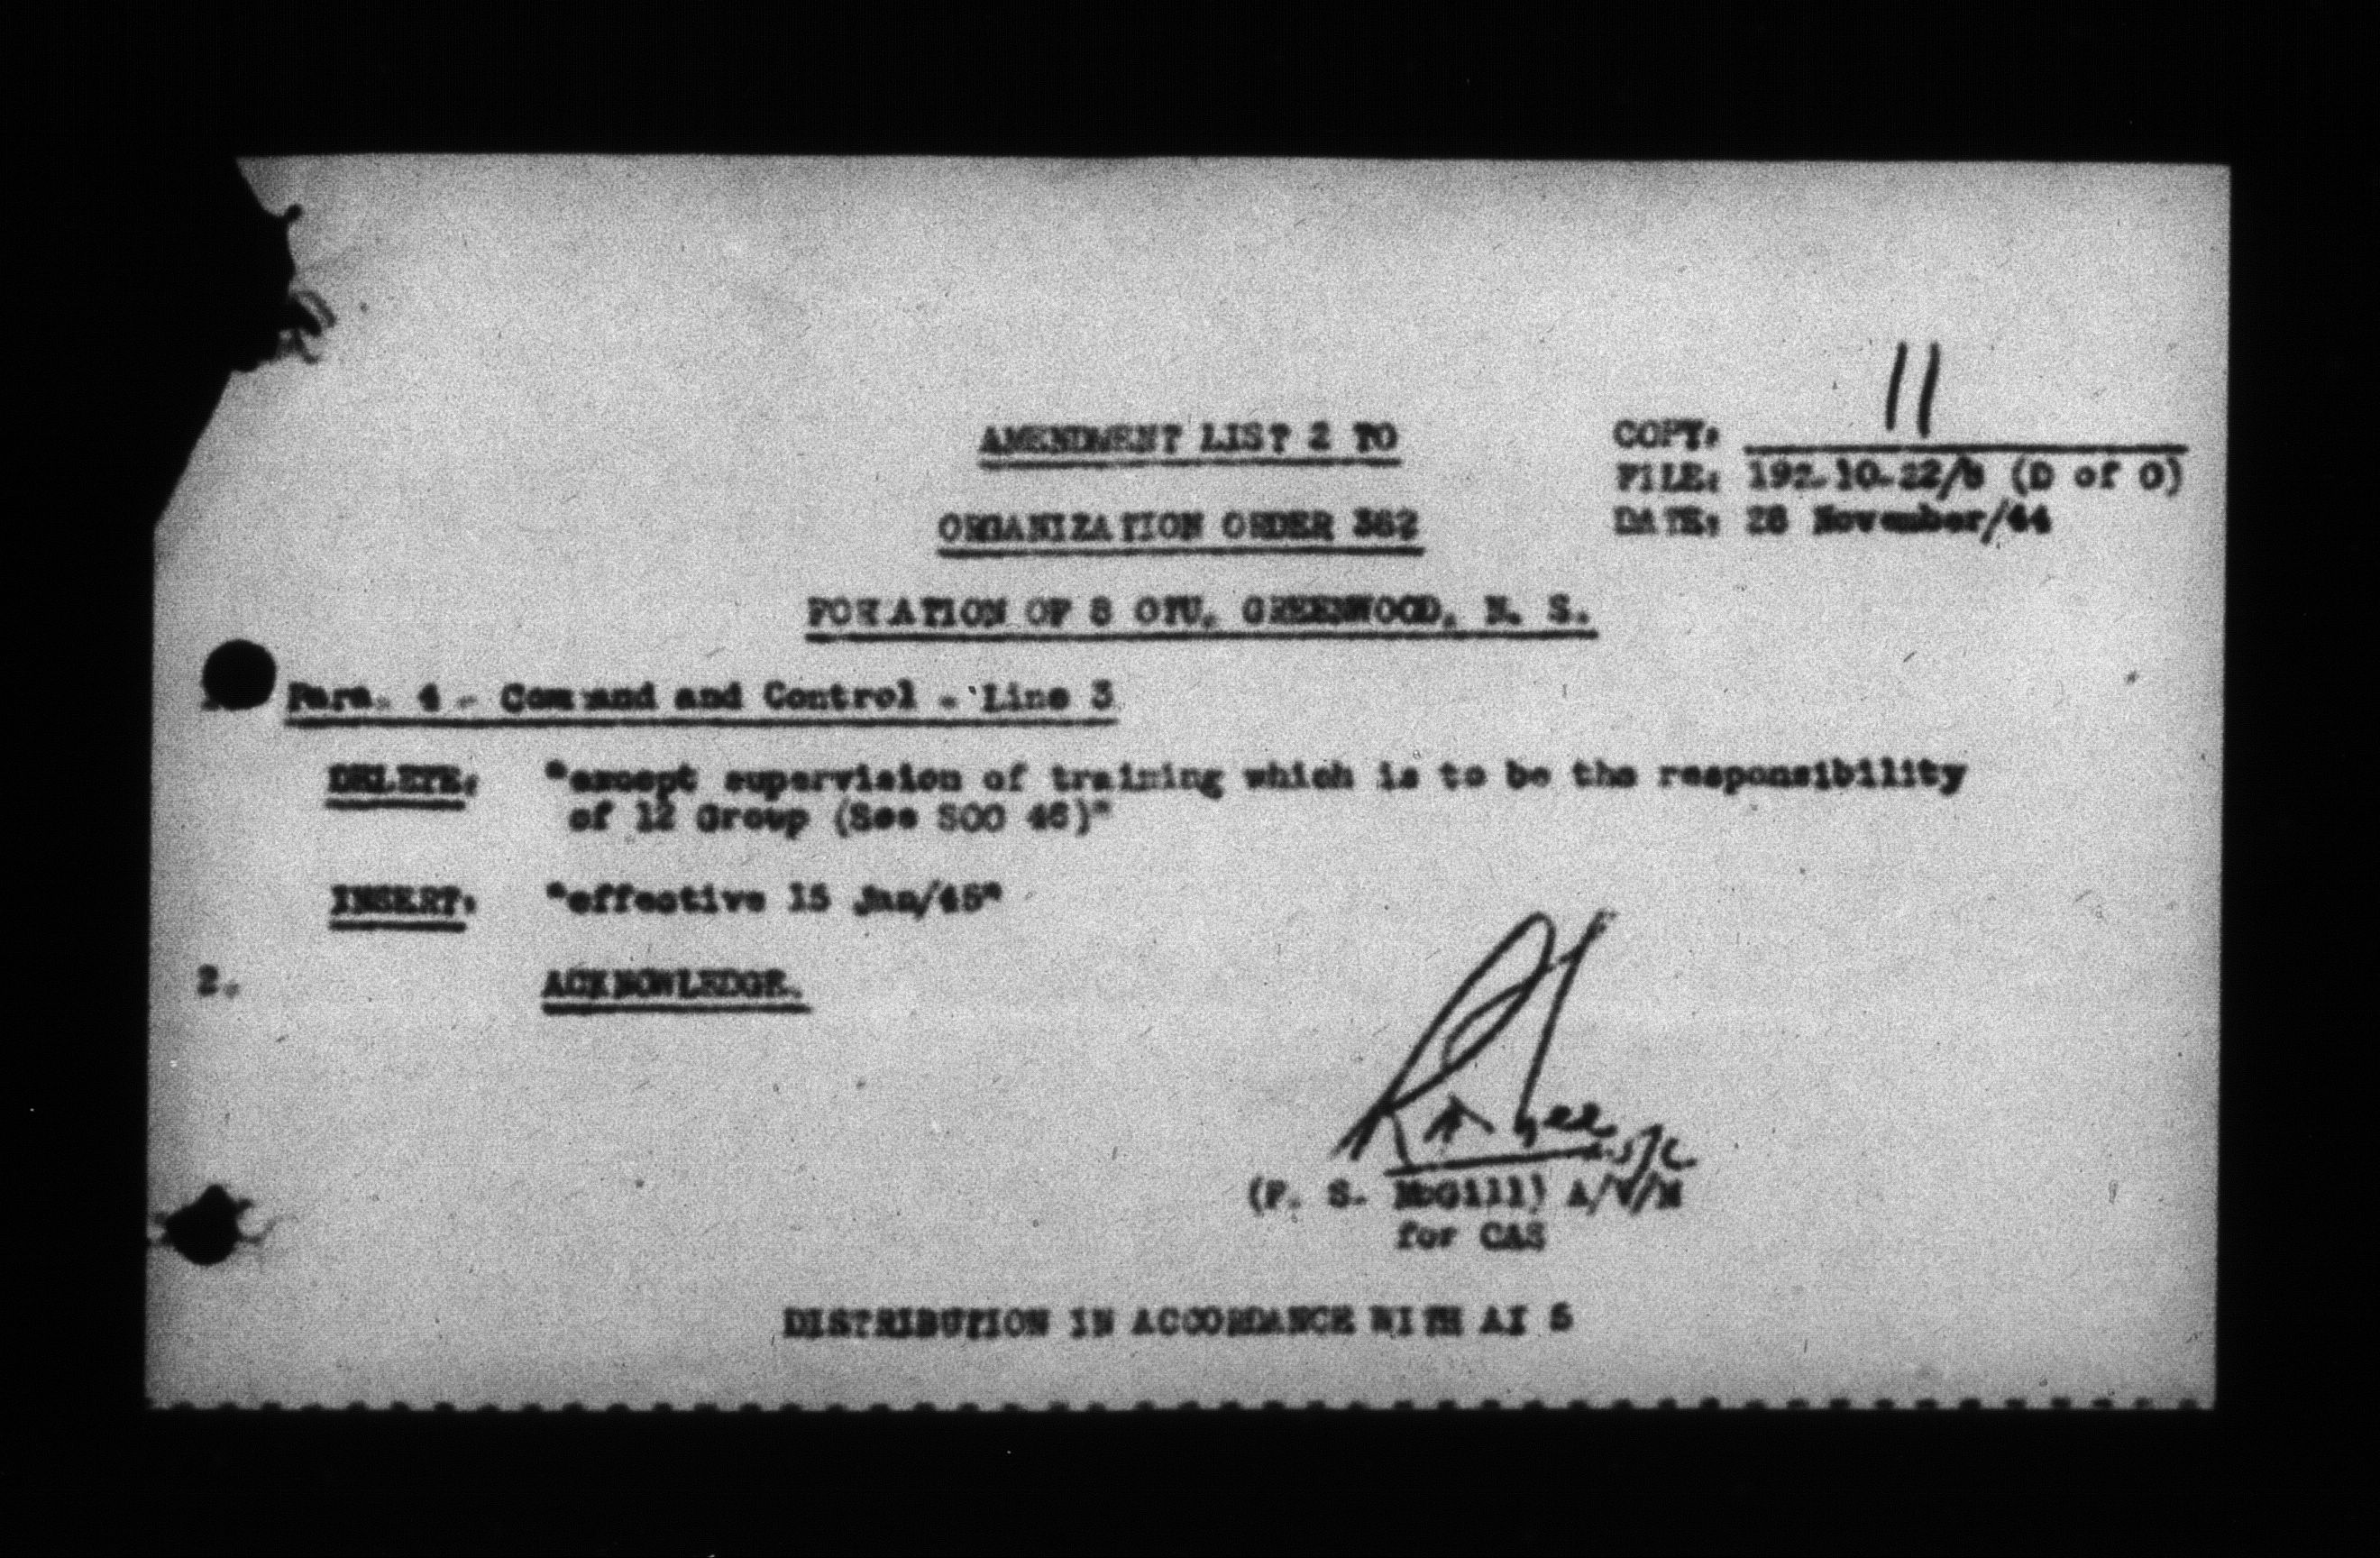 AMENDMENT LIST 2 TO
COPY: 11
FILE: 192-10-22/8 (D of O)
DATE: 28 November/44
ORGANIZATION ORDER 362
FORMATION OF 8 OTU, GREENWOOD, N. S.
Para. 4 - Command and Control - Line 3
DELETE: "except supervision of training which is to be the responsibility
of 12 Group (See SOO 46)"
INSERT: "effective 15 Jan/45"
2. ACKNOWLEDGE.
(F. S. McGill) A/V/M
for CAS
DISTRIBUTION IN ACCORDANCE WITH AI 5